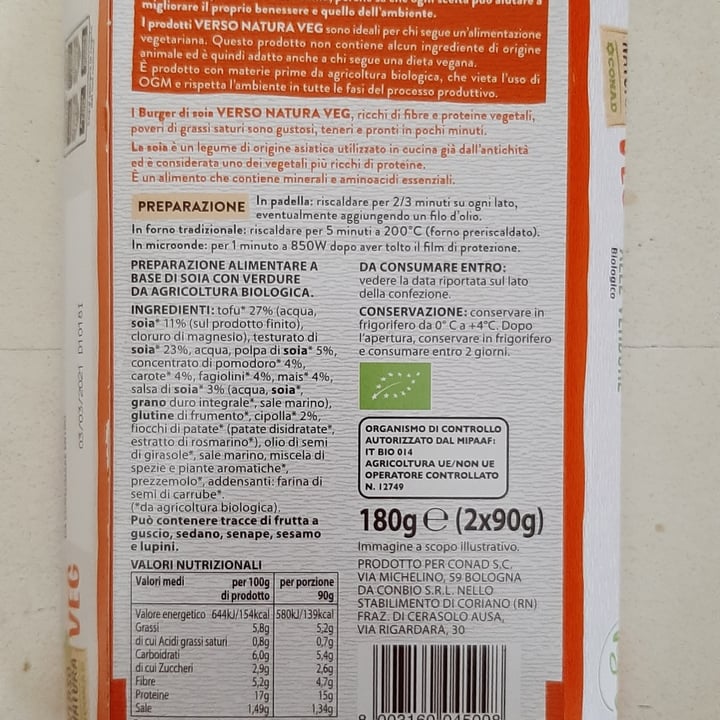 migliorare il proprio benessere e quello dell'ambiente.
I prodotti VERSO NATURA VEG sono ideali per chi segue un'alimentazione
vegetariana. Questo prodotto non contiene alcun ingrediente di origine
animale ed è quindi adatto anche a chi segue una dieta vegana.
È prodotto con materie prime da agricoltura biologica, che vieta l'uso di
OGM e rispetta l'ambiente in tutte le fasi del processo produttivo.
I Burger di soia VERSO NATURA VEG, ricchi di fibre e proteine vegetali,
poveri di grassi saturi sono gustosi, teneri e pronti in pochi minuti.
La soia è un legume di origine asiatica utilizzato in cucina già dall'antichità
ed è considerata uno dei vegetali più ricchi di proteine.
È un alimento che contiene minerali e aminoacidi essenziali.
PREPARAZIONE In padella: riscaldare per 2/3 minuti su ogni lato,
eventualmente aggiungendo un filo d'olio.
In forno tradizionale: riscaldare per 5 minuti a 200°C (forno preriscaldato).
In microonde: per 1 minuto a 850W dopo aver tolto il film di protezione.
PREPARAZIONE ALIMENTARE A
BASE DI SOIA CON VERDURE
DA AGRICOLTURA BIOLOGICA.
INGREDIENTI: tofu* 27% (acqua,
soia* 11% (sul prodotto finito),
cloruro di magnesio), testurato di
soia* 23%, acqua, polpa di soia* 5%,
concentrato di pomodoro* 4%,
carote* 4%, fagiolini* 4%, mais* 4%,
salsa di soia* 3% (acqua, soia*,
grano duro integrale*, sale marino),
glutine di frumento*, cipolla* 2%,
fiocchi di patate* (patate disidratate*,
estratto di rosmarino*), olio di semi
di girasole*, sale marino, miscela di
spezie e piante aromatiche*,
prezzemolo*, addensanti: farina di
semi di carrube*.
(*da agricoltura biologica).
Può contenere tracce di frutta a
guscio, sedano, senape, sesamo
e lupini.
VALORI NUTRIZIONALI
Valori medi per 100g per porzione
di prodotto 90g
Valore energetico 644kJ/154kcal 580kJ/139kcal
Grassi 5,8g 5,2g
di cui Acidi grassi saturi 0,8g 0,7g
Carboidrati 6,0g 5,4g
di cui Zuccheri 2,9g 2,6g
Fibre 5,2g 4,7g
Proteine 17g 15g
Sale 1,49g 1,34g
DA CONSUMARE ENTRO:
vedere la data riportata sul lato
della confezione.
CONSERVAZIONE: conservare in
frigorifero da 0° C a +4°C. Dopo
l'apertura, conservare in frigorifero
e consumare entro 2 giorni.
ORGANISMO DI CONTROLLO
AUTORIZZATO DAL MIPAAF:
IT BIO 014
AGRICOLTURA UE/NON UE
OPERATORE CONTROLLATO
N. 12749
180g e (2x90g)
Immagine a scopo illustrativo.
PRODOTTO PER CONAD S.C.
VIA MICHELINO, 59 BOLOGNA
DA CONBIO S.R.L. NELLO
STABILIMENTO DI CORIANO (RN)
FRAZ. DI CERASOLO AUSA,
VIA RIGARDARA, 30
03/03/2021 D10161
VEG
CONAD
Biologico